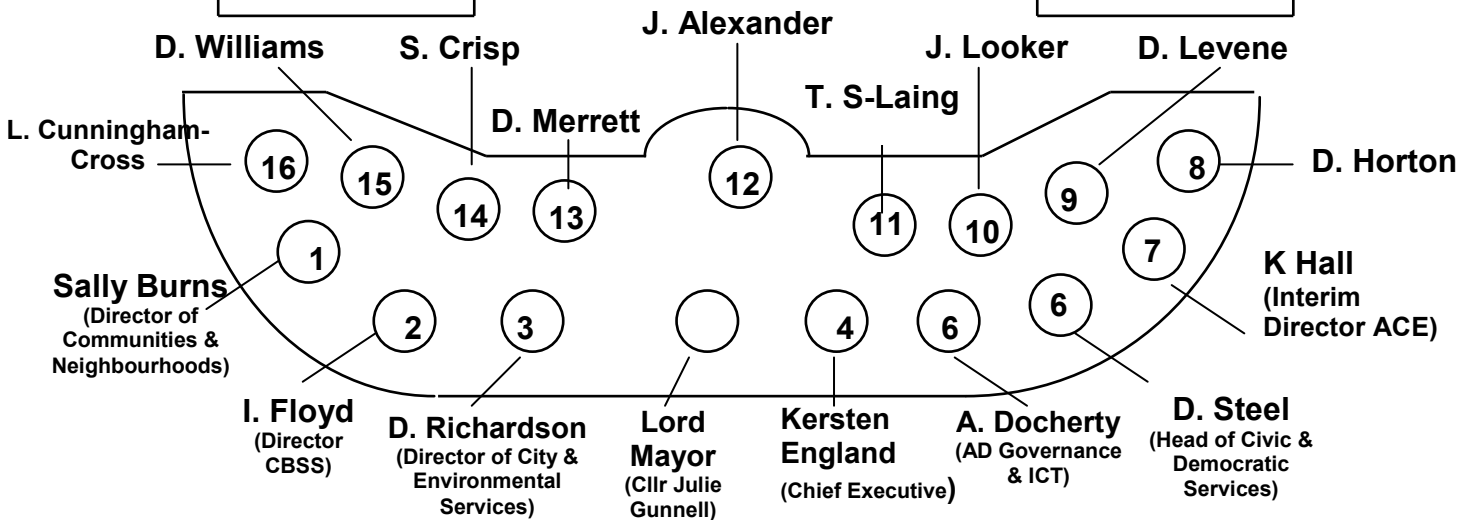 J. Alexander
D. Williams
S. Crisp
J. Looker
D. Levene
T. S-Laing
L. Cunningham-
Cross
D. Merrett
D. Horton
16
15
14
13
12
11
10
9
8
1
7
Sally Burns
(Director of
Communities &
Neighbourhoods)
K Hall
(Interim
Director ACE)
2
3
4
6
6
I. Floyd
(Director
CBSS)
D. Richardson
(Director of City &
Environmental
Services)
Lord
Mayor
(Cllr Julie
Gunnell)
Kersten
England
(Chief Executive)
A. Docherty
(AD Governance
& ICT)
D. Steel
(Head of Civic &
Democratic
Services)